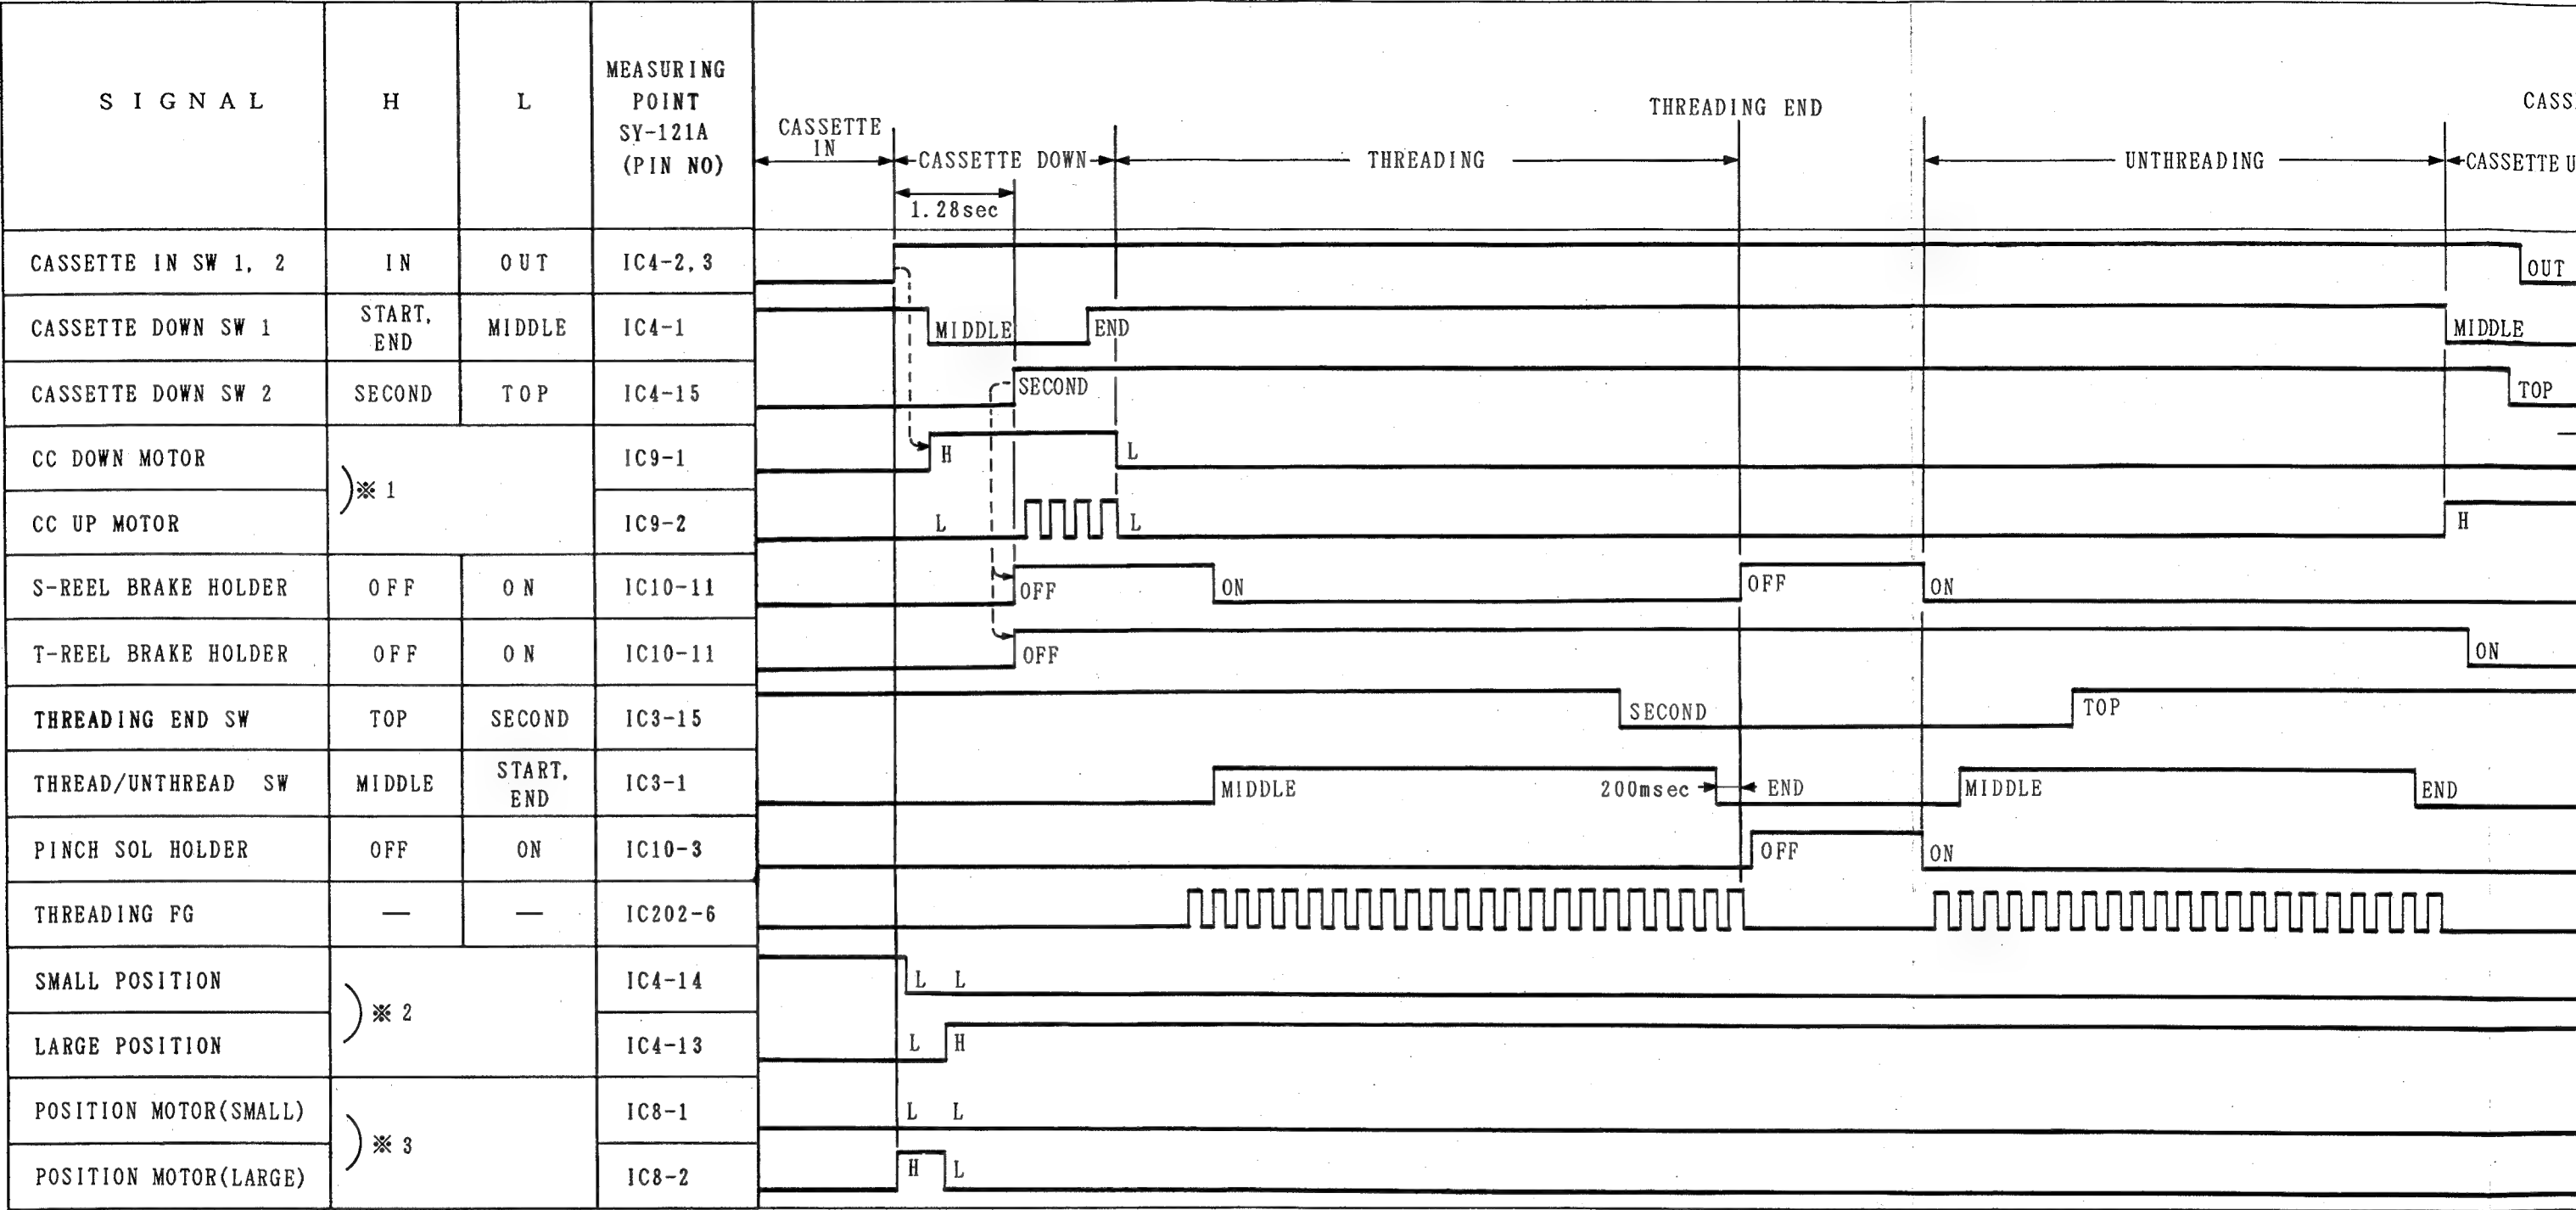 SIGNAL H L MEASURING POINT SY-121A (PIN NO)
CASSETTE IN
CASSETTE DOWN
1.28sec
THREADING
THREADING END
UNTHREADING
CASS
CASSETTE U
CASSETTE IN SW 1, 2 IN OUT IC4-2,3 OUT
CASSETTE DOWN SW 1 START, END MIDDLE IC4-1 MIDDLE END MIDDLE
CASSETTE DOWN SW 2 SECOND TOP IC4-15 SECOND TOP
CC DOWN MOTOR IC9-1 H L
※1
CC UP MOTOR IC9-2 L L H
S-REEL BRAKE HOLDER OFF ON IC10-11 OFF ON OFF ON
T-REEL BRAKE HOLDER OFF ON IC10-11 OFF ON
THREADING END SW TOP SECOND IC3-15 SECOND TOP
THREAD/UNTHREAD SW MIDDLE START, END IC3-1 MIDDLE 200msec END MIDDLE END
PINCH SOL HOLDER OFF ON IC10-3 OFF ON
THREADING FG — — IC202-6
SMALL POSITION IC4-14 L L
※2
LARGE POSITION IC4-13 L H
POSITION MOTOR(SMALL) IC8-1 L L
※3
POSITION MOTOR(LARGE) IC8-2 H L